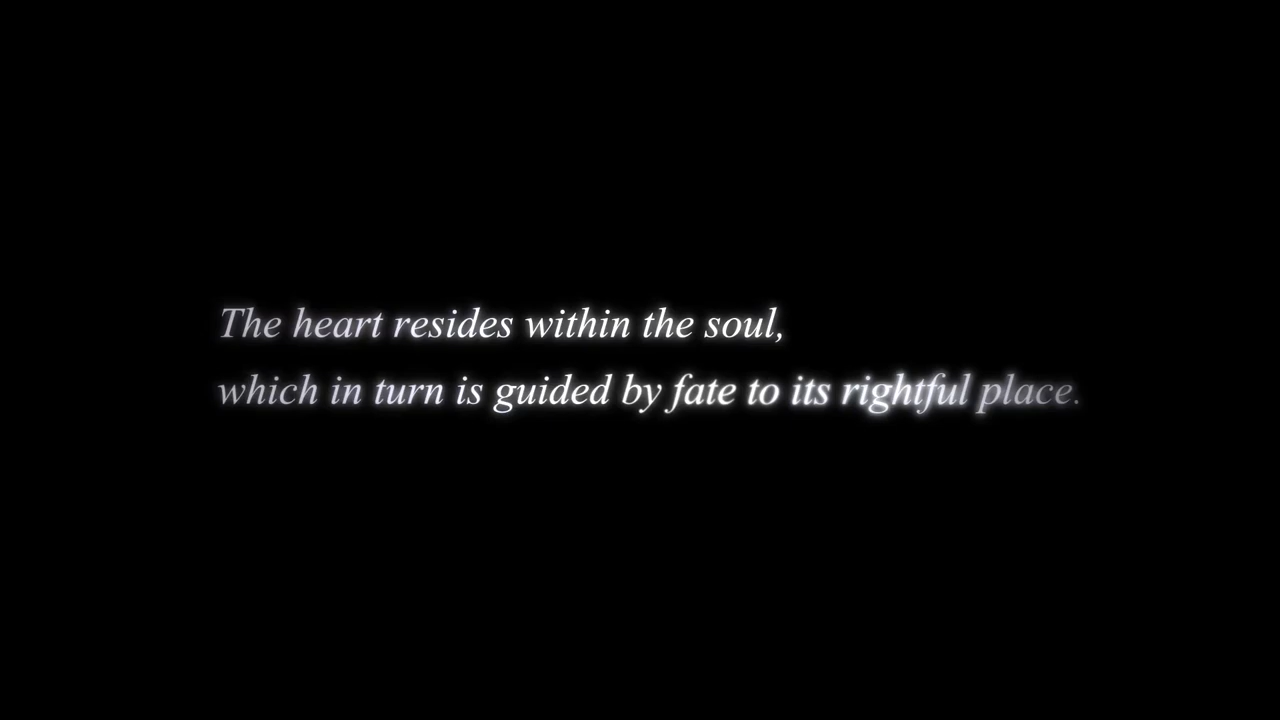 The heart resides within the soul,
which in turn is guided by fate to its rightful place.